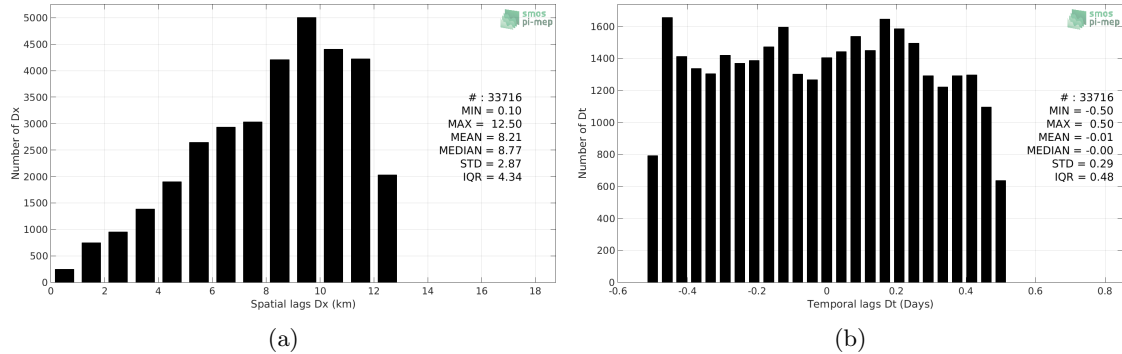 smos
pi-mep
5000
4500
4000
3500
3000
2500
2000
1500
1000
500
0
Number of Dx
# : 33716
MIN = 0.10
MAX = 12.50
MEAN = 8.21
MEDIAN = 8.77
STD = 2.87
IQR = 4.34
0 2 4 6 8 10 12 14 16 18
Spatial lags Dx (km)
(a)
smos
pi-mep
1600
1400
1200
1000
800
600
400
200
0
Number of Dt
# : 33716
MIN = -0.50
MAX = 0.50
MEAN = -0.01
MEDIAN = -0.00
STD = 0.29
IQR = 0.48
-0.6 -0.4 -0.2 0 0.2 0.4 0.6 0.8
Temporal lags Dt (Days)
(b)